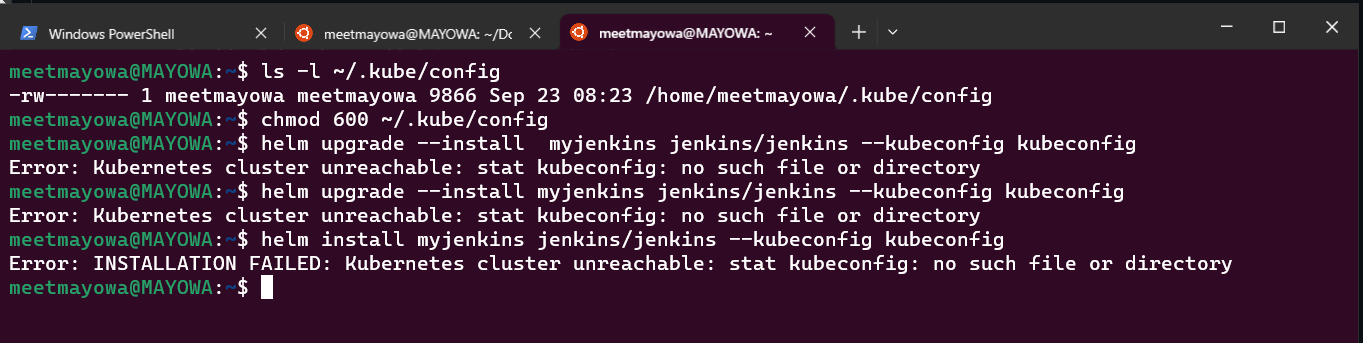 Windows PowerShell
meetmayowa@MAYOWA: ~/Dc
meetmayowa@MAYOWA: ~
meetmayowa@MAYOWA:~$ ls -l ~/.kube/config
-rw------- 1 meetmayowa meetmayowa 9866 Sep 23 08:23 /home/meetmayowa/.kube/config
meetmayowa@MAYOWA:~$ chmod 600 ~/.kube/config
meetmayowa@MAYOWA:~$ helm upgrade --install  myjenkins jenkins/jenkins --kubeconfig kubeconfig
Error: Kubernetes cluster unreachable: stat kubeconfig: no such file or directory
meetmayowa@MAYOWA:~$ helm upgrade --install myjenkins jenkins/jenkins --kubeconfig kubeconfig
Error: Kubernetes cluster unreachable: stat kubeconfig: no such file or directory
meetmayowa@MAYOWA:~$ helm install myjenkins jenkins/jenkins --kubeconfig kubeconfig
Error: INSTALLATION FAILED: Kubernetes cluster unreachable: stat kubeconfig: no such file or directory
meetmayowa@MAYOWA:~$